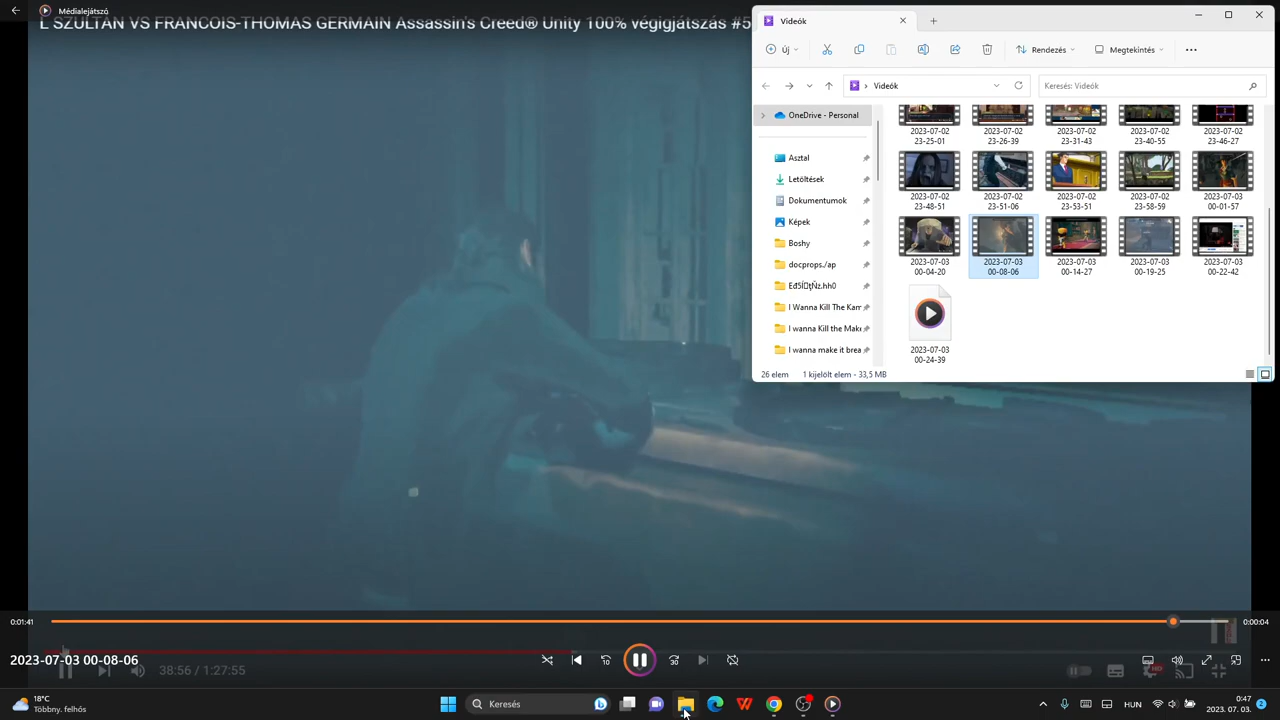 Médialejátszó
L SZULTÁN VS FRANCOIS-THOMAS GERMAIN Assassin's Creed® Unity 100% Végigjátszás #5
Videók
Új
Rendezés
Megtekintés
Videók
Keresés: Videók
OneDrive - Personal
Asztal
Letöltések
Dokumentumok
Képek
Boshy
docprops./ap
I Wanna Kill The Kam
I wanna Kill the Make
I wanna make it brea
2023-07-02 23-25-01
2023-07-02 23-26-39
2023-07-02 23-31-43
2023-07-02 23-40-55
2023-07-02 23-46-27
2023-07-02 23-48-51
2023-07-02 23-51-06
2023-07-02 23-53-51
2023-07-02 23-58-59
2023-07-03 00-01-57
2023-07-03 00-04-20
2023-07-03 00-08-06
2023-07-03 00-14-27
2023-07-03 00-19-25
2023-07-03 00-22-42
2023-07-03 00-24-39
26 elem
1 kijelölt elem - 33,5 MB
0:01:41
0:00:04
2023-07-03 00-08-06
38:56 / 1:27:55
HD
18°C
Többny. felhős
Keresés
HUN
0:47
2023. 07. 03.
2